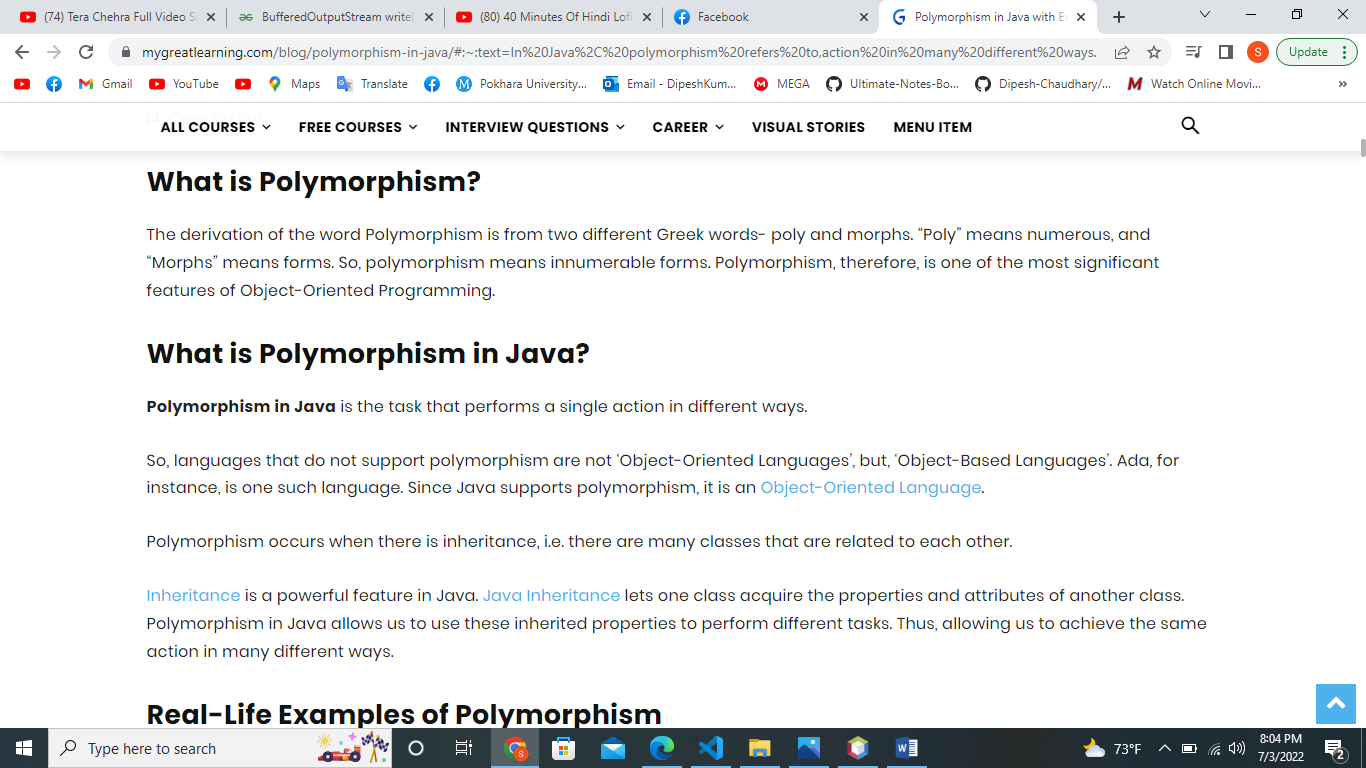 (74) Tera Chehra Full Video S
BufferedOutputStream write(
(80) 40 Minutes Of Hindi Lofi
Facebook
Polymorphism in Java with E
mygreatlearning.com/blog/polymorphism-in-java/#:~:text=In%20Java%2C%20polymorphism%20refers%20to,action%20in%20many%20different%20ways.
S
Update
Gmail
YouTube
Maps
Translate
Pokhara University...
Email - DipeshKum...
MEGA
Ultimate-Notes-Bo...
Dipesh-Chaudhary/...
Watch Online Movi...
»
ALL COURSES
FREE COURSES
INTERVIEW QUESTIONS
CAREER
VISUAL STORIES
MENU ITEM
What is Polymorphism?
The derivation of the word Polymorphism is from two different Greek words- poly and morphs. “Poly” means numerous, and
“Morphs” means forms. So, polymorphism means innumerable forms. Polymorphism, therefore, is one of the most significant
features of Object-Oriented Programming.
What is Polymorphism in Java?
Polymorphism in Java is the task that performs a single action in different ways.
So, languages that do not support polymorphism are not ‘Object-Oriented Languages’, but, ‘Object-Based Languages’. Ada, for
instance, is one such language. Since Java supports polymorphism, it is an Object-Oriented Language.
Polymorphism occurs when there is inheritance, i.e. there are many classes that are related to each other.
Inheritance is a powerful feature in Java. Java Inheritance lets one class acquire the properties and attributes of another class.
Polymorphism in Java allows us to use these inherited properties to perform different tasks. Thus, allowing us to achieve the same
action in many different ways.
Real-Life Examples of Polymorphism
Type here to search
73°F
8:04 PM
7/3/2022
2